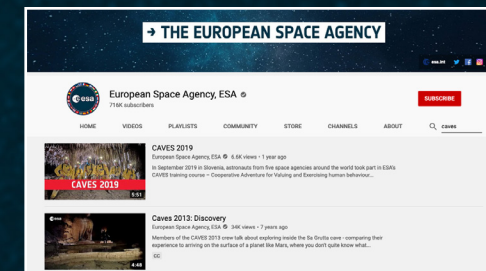 → THE EUROPEAN SPACE AGENCY
esa.int
esa
European Space Agency, ESA
716K subscribers
SUBSCRIBE
HOME VIDEOS PLAYLISTS COMMUNITY STORE CHANNELS ABOUT caves
CAVES 2019
European Space Agency, ESA 6.6K views • 1 year ago
In September 2019 in Slovenia, astronauts from five space agencies around the world took part in ESA's
CAVES training course – Cooperative Adventure for Valuing and Exercising human behaviour...
CAVES 2019
5:51
esa
Caves 2013: Discovery
European Space Agency, ESA 34K views • 7 years ago
Members of the CAVES 2013 crew talk about exploring inside the Sa Grutta cave - comparing their
experience to arriving on the surface of a planet like Mars, where you don't quite know what...
CC
4:48